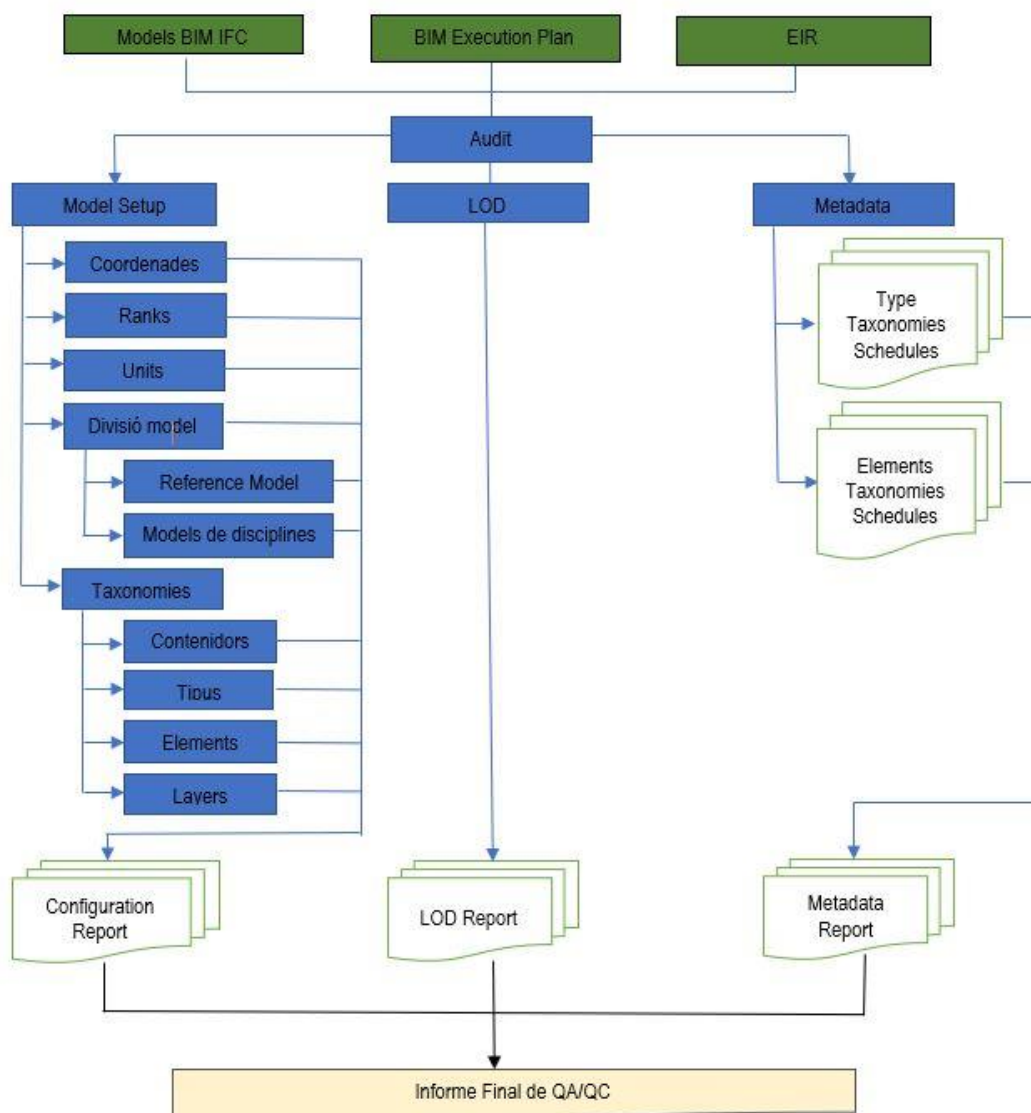 Models BIM IFC
BIM Execution Plan
EIR
Audit
Model Setup
LOD
Metadata
Coordenades
Ranks
Units
Divisió model
Reference Model
Models de disciplines
Taxonomies
Contenidors
Tipus
Elements
Layers
Type
Taxonomies
Schedules
Elements
Taxonomies
Schedules
Configuration
Report
LOD Report
Metadata
Report
Informe Final de QA/QC